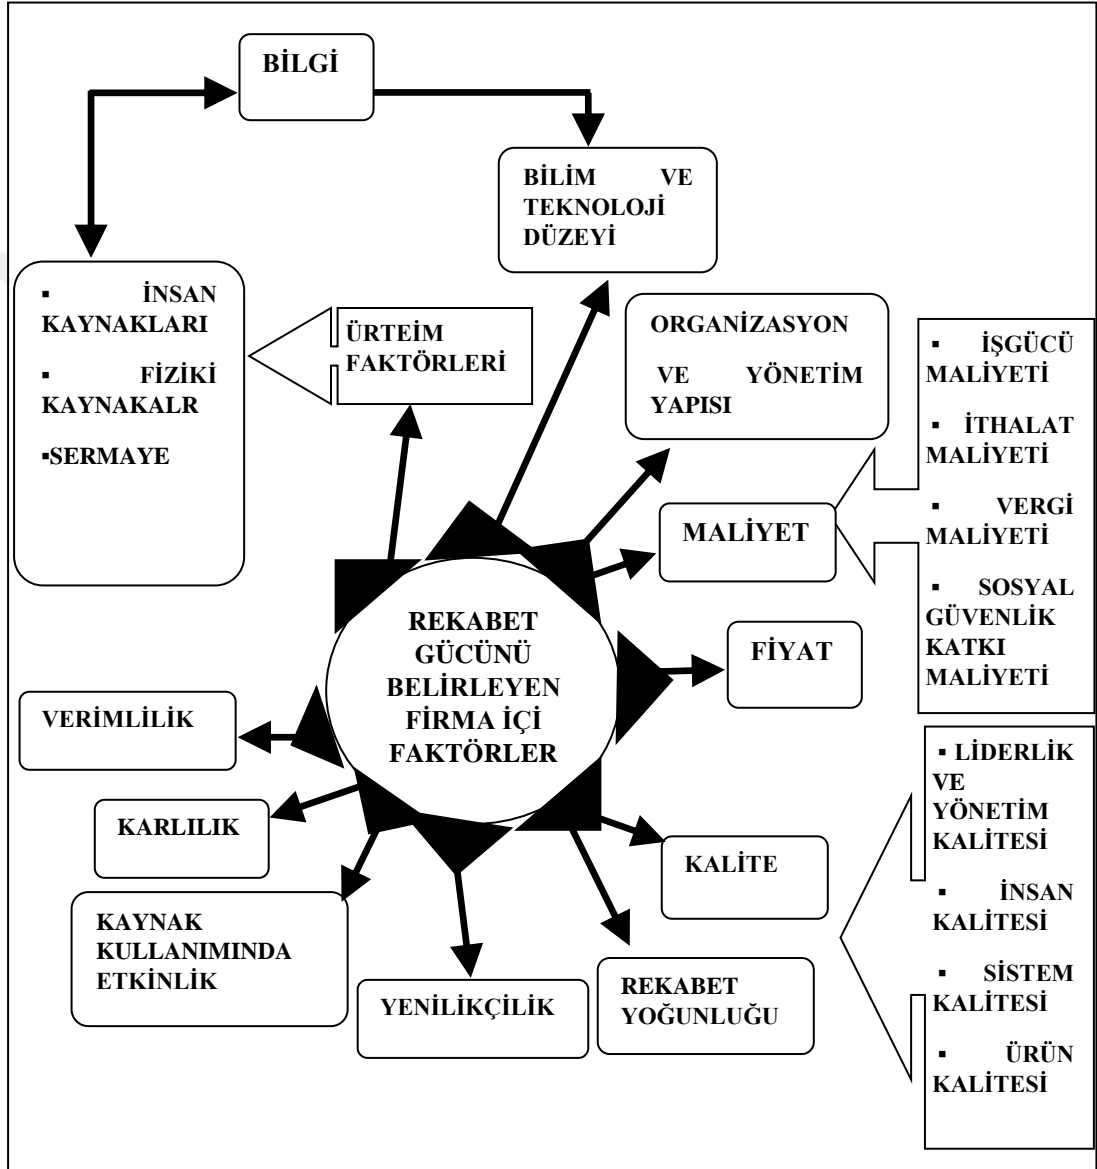 BİLGİ
BİLİM VE
TEKNOLOJİ
DÜZEYİ
▪ İNSAN
KAYNAKLARI
▪ FİZİKİ
KAYNAKALR
▪SERMAYE
ÜRTEİM
FAKTÖRLERİ
ORGANİZASYON
VE YÖNETİM
YAPISI
▪ İŞGÜCÜ
MALİYETİ
▪ İTHALAT
MALİYETİ
▪ VERGİ
MALİYETİ
▪ SOSYAL
GÜVENLİK
KATKI
MALİYETİ
MALİYET
REKABET
GÜCÜNÜ
BELİRLEYEN
FİRMA İÇİ
FAKTÖRLER
FİYAT
VERİMLİLİK
KARLILIK
KAYNAK
KULLANIMINDA
ETKİNLİK
YENİLİKÇİLİK
REKABET
YOĞUNLUĞU
KALİTE
▪ LİDERLİK
VE
YÖNETİM
KALİTESİ
▪ İNSAN
KALİTESİ
▪ SİSTEM
KALİTESİ
▪ ÜRÜN
KALİTESİ